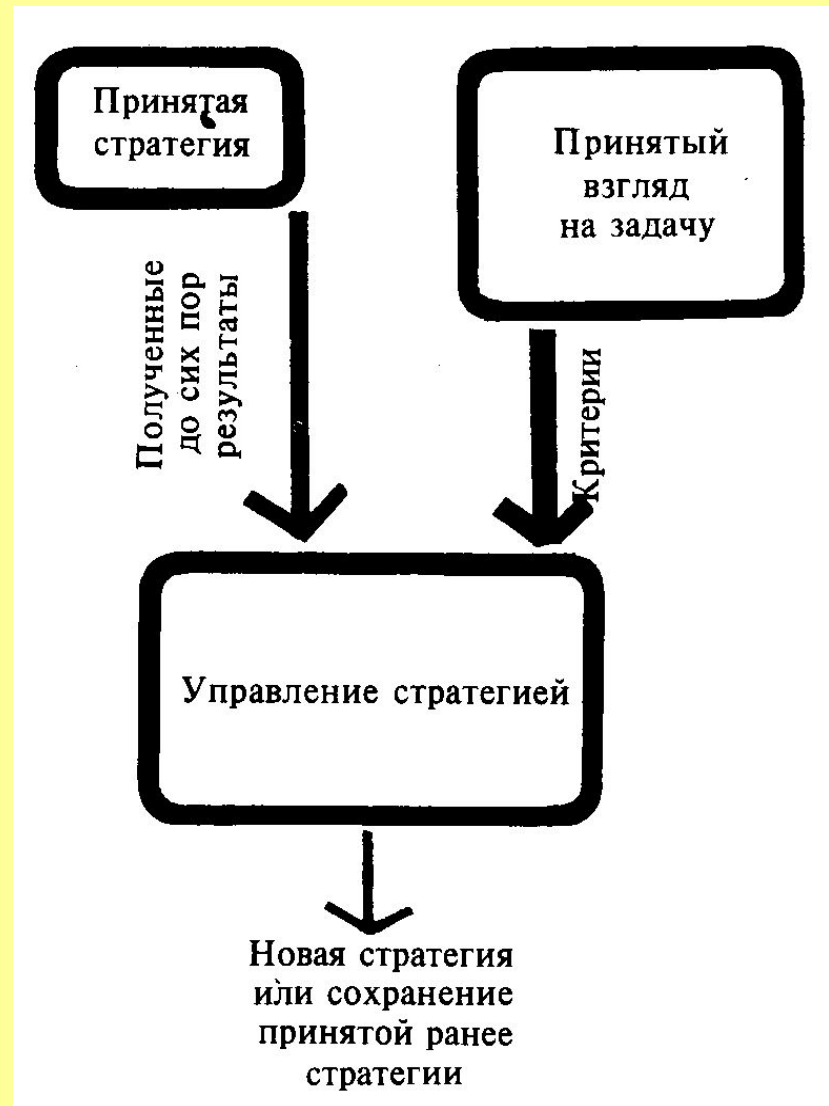 Принятая
стратегия
Принятый
взгляд
на задачу
Полученные
до сих пор
результаты
Критерии
Управление стратегией
Новая стратегия
или сохранение
принятой ранее
стратегии